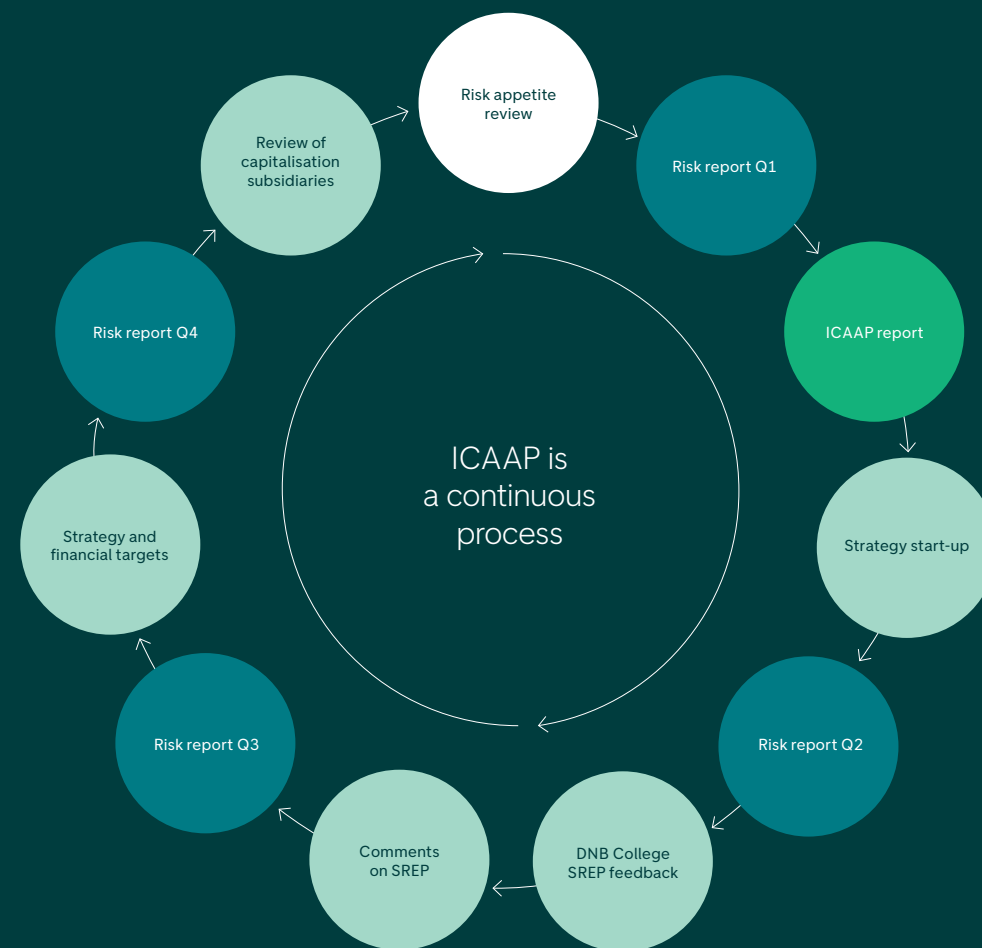 Risk appetite
review
Risk report Q1
ICAAP report
Strategy start-up
Risk report Q2
DNB College
SREP feedback
Comments
on SREP
Risk report Q3
Strategy and
financial targets
Risk report Q4
Review of
capitalisation
subsidiaries
ICAAP is
a continuous
process